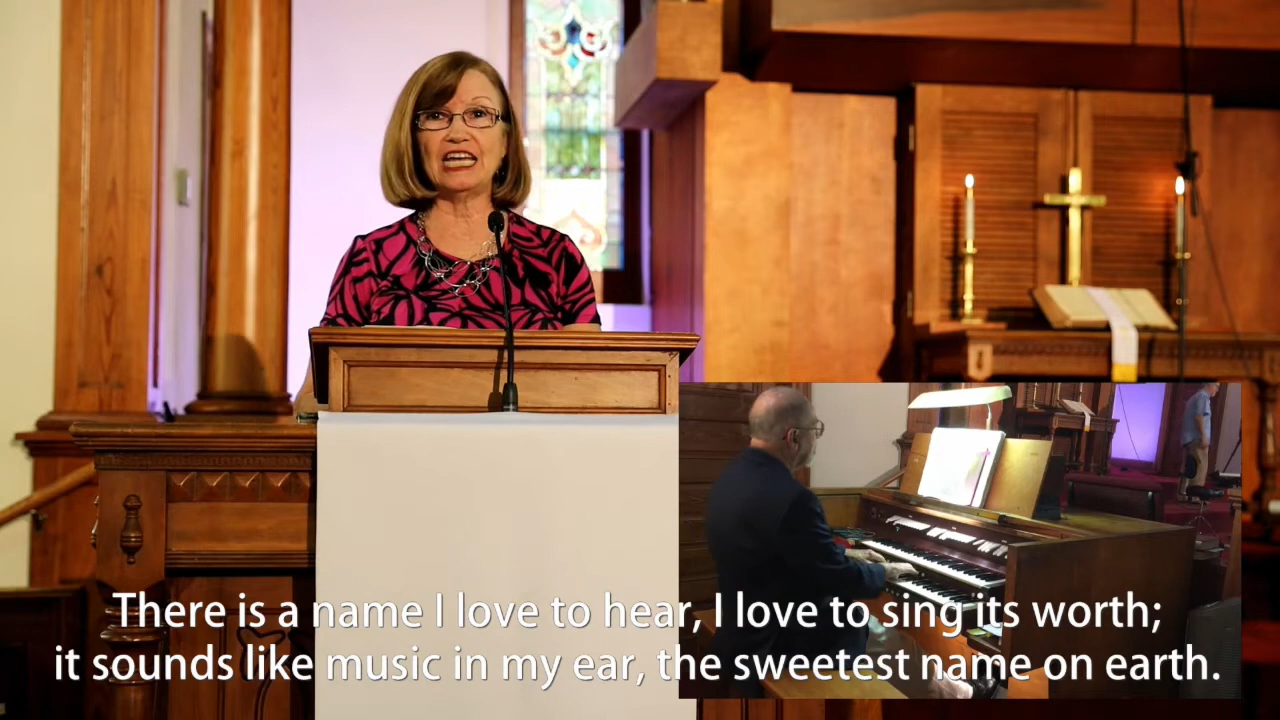 There is a name I love to hear, I love to sing its worth;
it sounds like music in my ear, the sweetest name on earth.